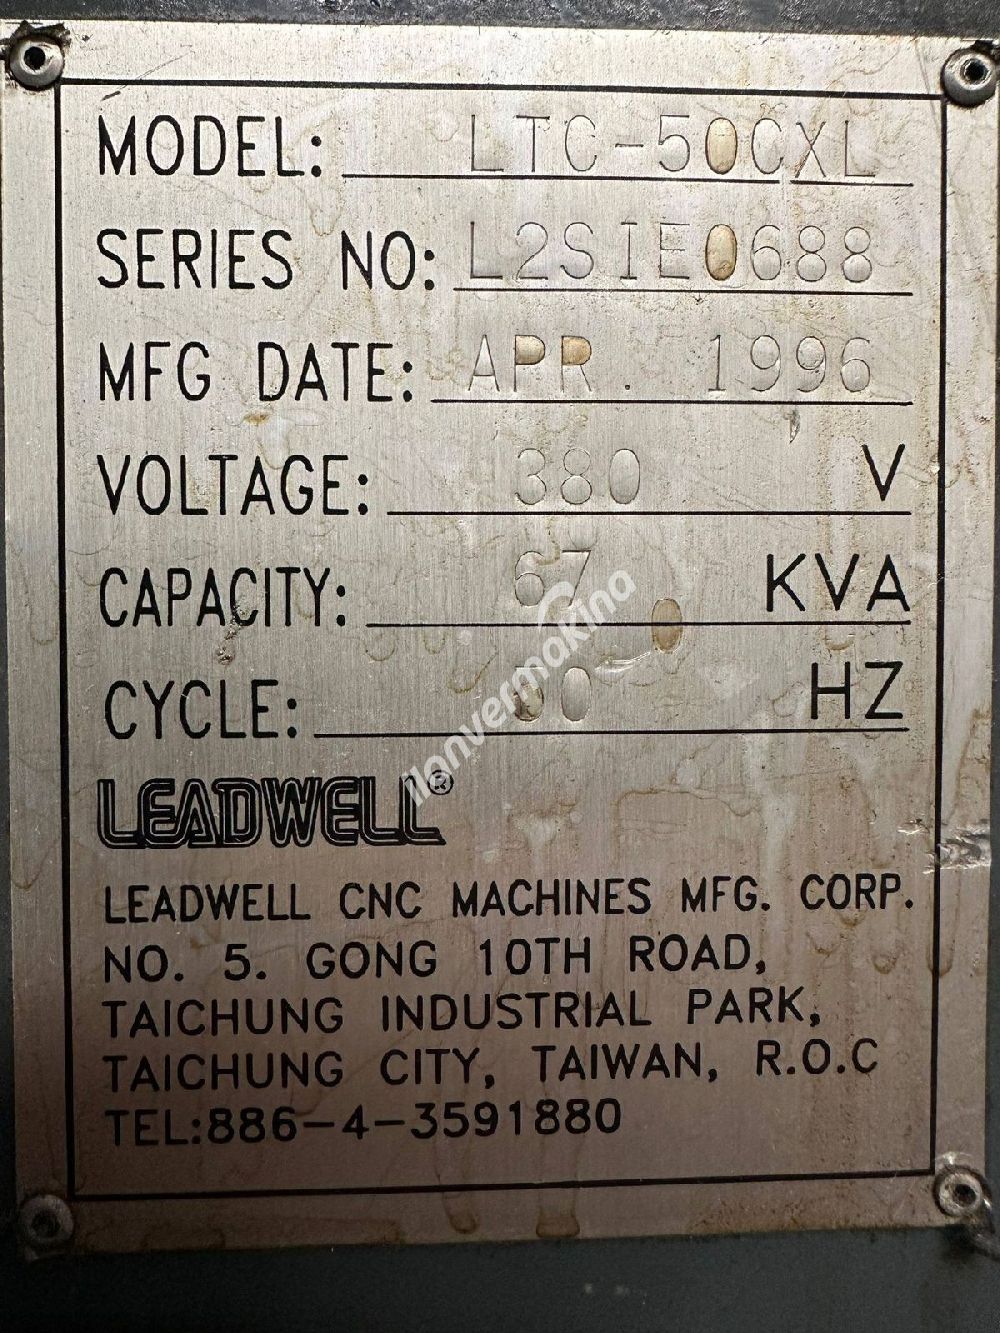 MODEL: LTC-50CXL
SERIES NO: L2SIE0688
MFG DATE: APR. 1996
VOLTAGE: 380 V
CAPACITY: 67 KVA
CYCLE: 50 HZ
ilanvermakina
LEADWELL®
LEADWELL CNC MACHINES MFG. CORP.
NO. 5. GONG 10TH ROAD,
TAICHUNG INDUSTRIAL PARK,
TAICHUNG CITY, TAIWAN, R.O.C
TEL:886-4-3591880